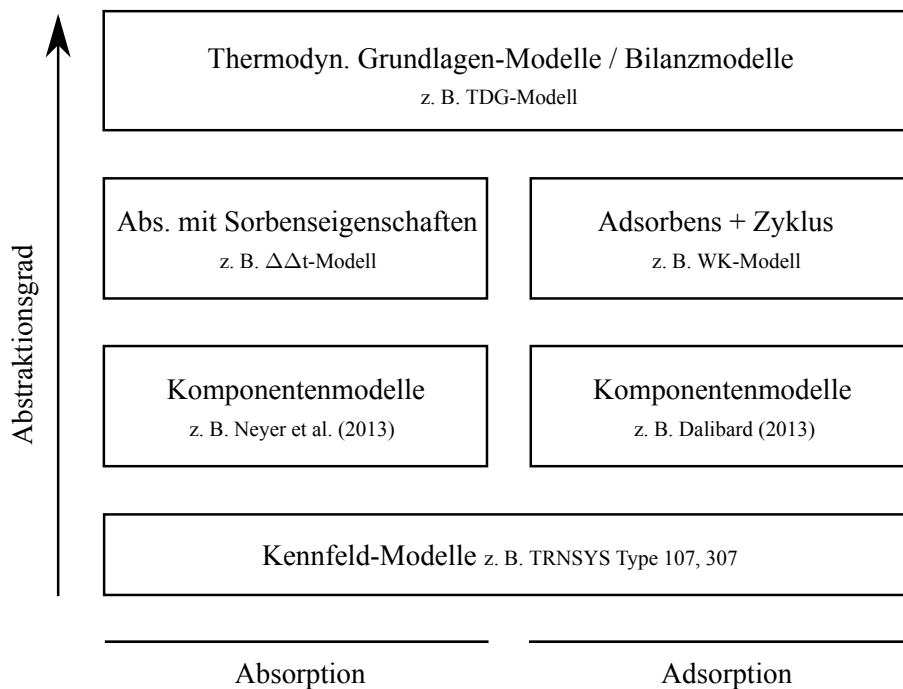 Thermodyn. Grundlagen-Modelle / Bilanzmodelle
z. B. TDG-Modell
Abs. mit Sorbenseigenschaften
z. B. ΔΔt-Modell
Adsorbens + Zyklus
z. B. WK-Modell
Komponentenmodelle
z. B. Neyer et al. (2013)
Komponentenmodelle
z. B. Dalibard (2013)
Kennfeld-Modelle z. B. TRNSYS Type 107, 307
Abstraktionsgrad
Absorption
Adsorption